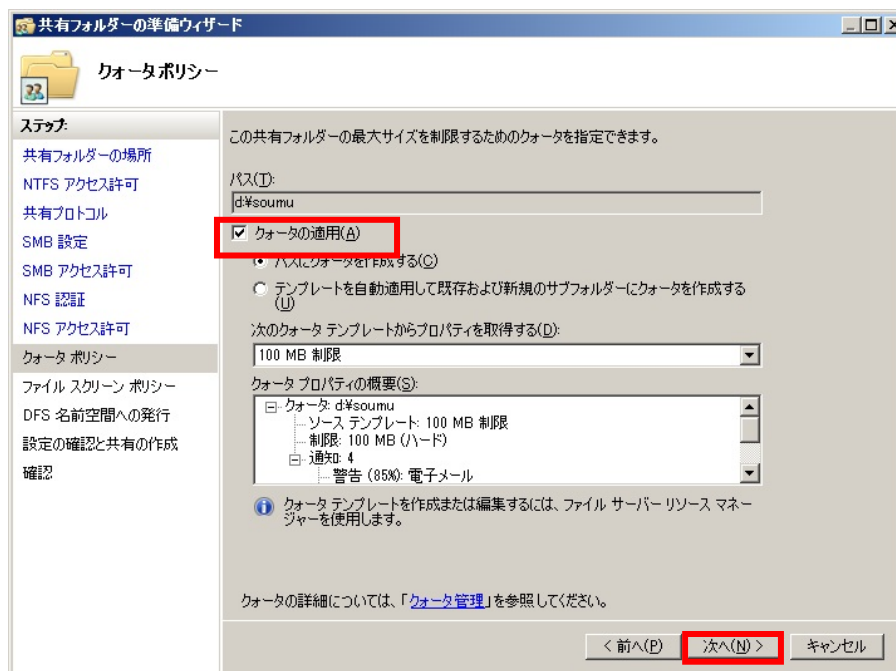 共有フォルダーの準備ウィザード
クォータ ポリシー
ステップ:
共有フォルダーの場所
NTFS アクセス許可
共有プロトコル
SMB 設定
SMB アクセス許可
NFS 認証
NFS アクセス許可
クォータ ポリシー
ファイル スクリーン ポリシー
DFS 名前空間への発行
設定の確認と共有の作成
確認
この共有フォルダーの最大サイズを制限するためのクォータを指定できます。
パス(T):
d:¥soumu
クォータの適用(A)
パスにクォータを作成する(C)
テンプレートを自動適用して既存および新規のサブフォルダーにクォータを作成する
(U)
次のクォータ テンプレートからプロパティを取得する(D):
100 MB 制限
クォータ プロパティの概要(S):
クォータ: d:¥soumu
ソース テンプレート: 100 MB 制限
制限: 100 MB (ハード)
通知: 4
警告 (85%): 電子メール
クォータ テンプレートを作成または編集するには、ファイル サーバー リソース マネー
ジャーを使用します。
クォータの詳細については、「クォータ管理」を参照してください。
< 前へ(P)
次へ(N) >
キャンセル